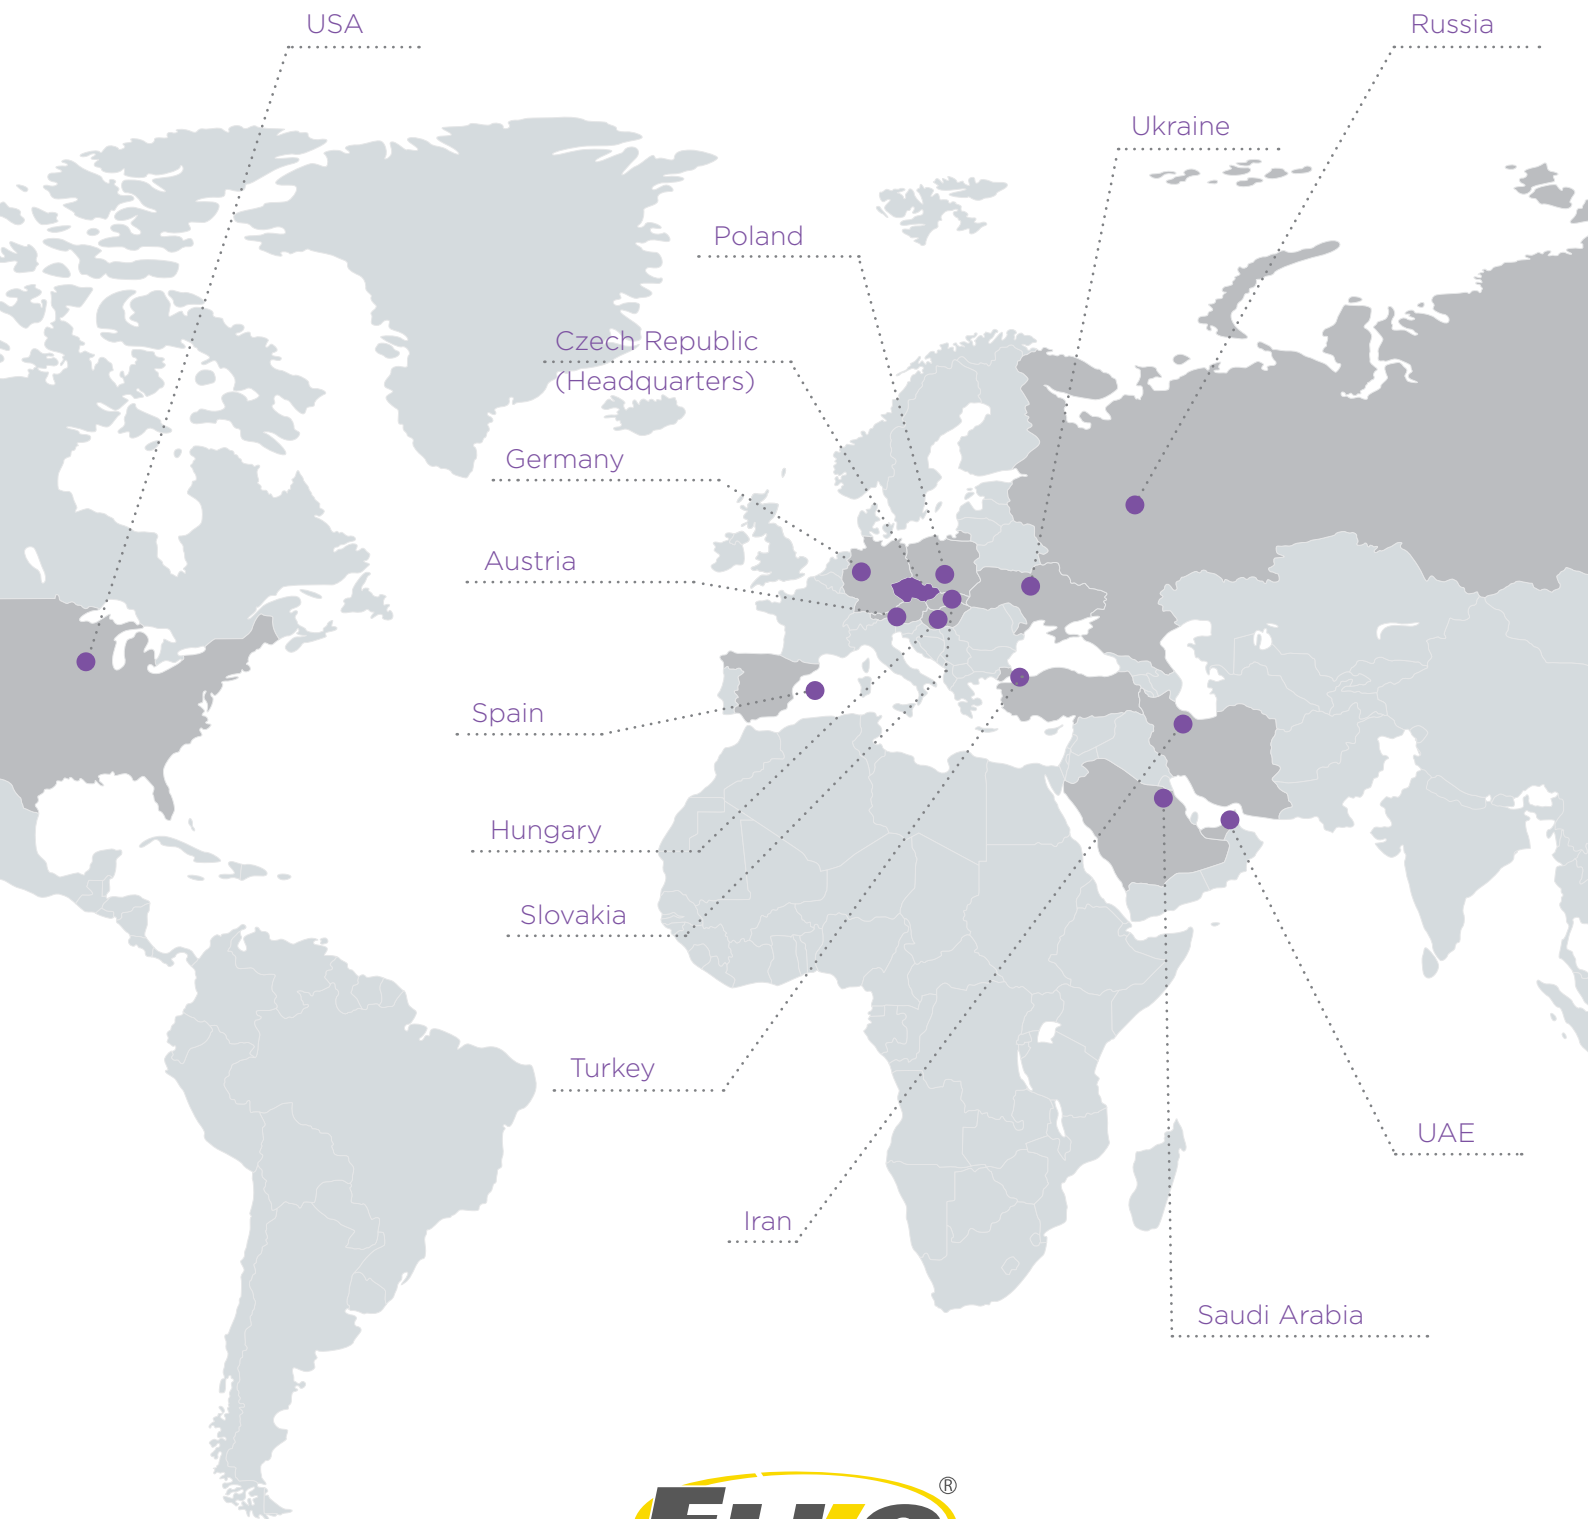 USA
Russia
Ukraine
Poland
Czech Republic
(Headquarters)
Germany
Austria
Spain
Hungary
Slovakia
Turkey
UAE
Iran
Saudi Arabia
®